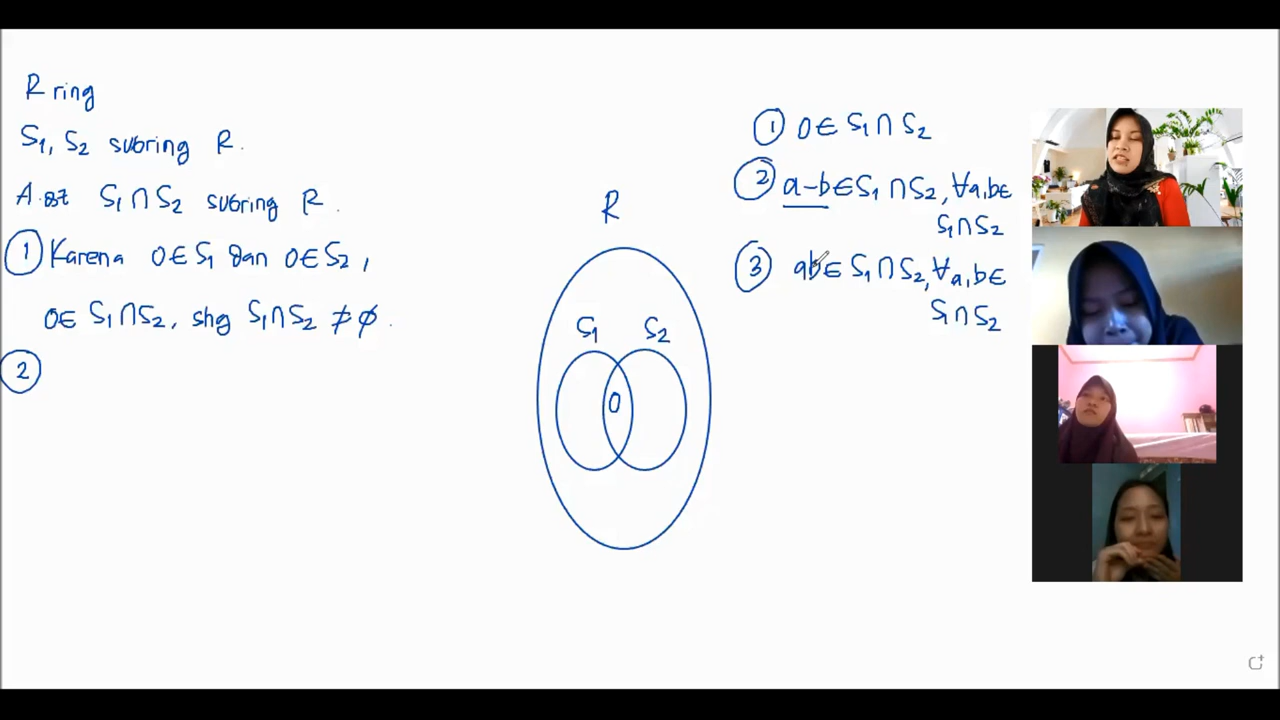 R ring
S1, S2 subring R.
A. 
S1 ∩ S2 subring R.
① Karena 0 ∈ S1 dan 0 ∈ S2,
0 ∈ S1 ∩ S2, shg S1 ∩ S2 ≠ ∅.
②
R
S1 S2
0
① 0 ∈ S1 ∩ S2
② a-b ∈ S1 ∩ S2, ∀a,b ∈
S1 ∩ S2
③ ab ∈ S1 ∩ S2, ∀a,b ∈
S1 ∩ S2